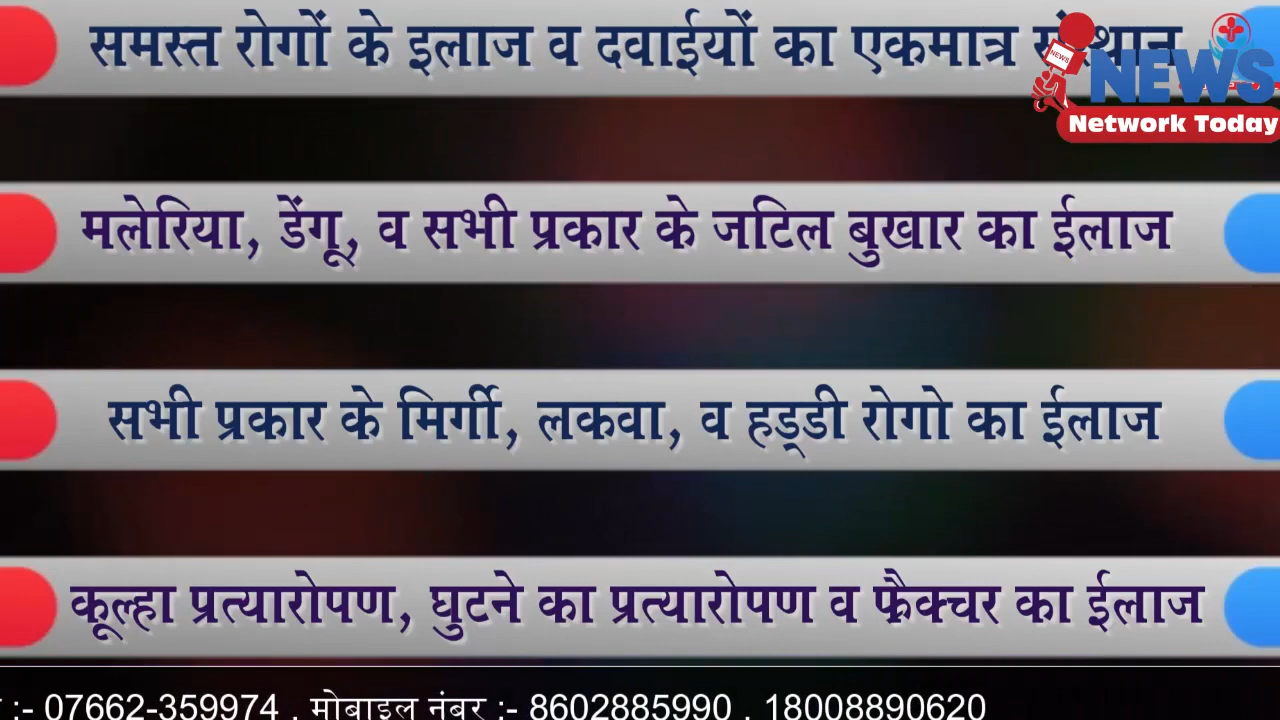 समस्त रोगों के इलाज व दवाईयों का एकमात्र संस्थान
NEWS
NEWS
Network Today
मलेरिया, डेंगू, व सभी प्रकार के जटिल बुखार का ईलाज
सभी प्रकार के मिर्गी, लकवा, व हड्डी रोगो का ईलाज
कूल्हा प्रत्यारोपण, घुटने का प्रत्यारोपण व फ्रैक्चर का ईलाज
:- 07662-359974 , मोबाइल नंबर :- 8602885990 , 18008890620